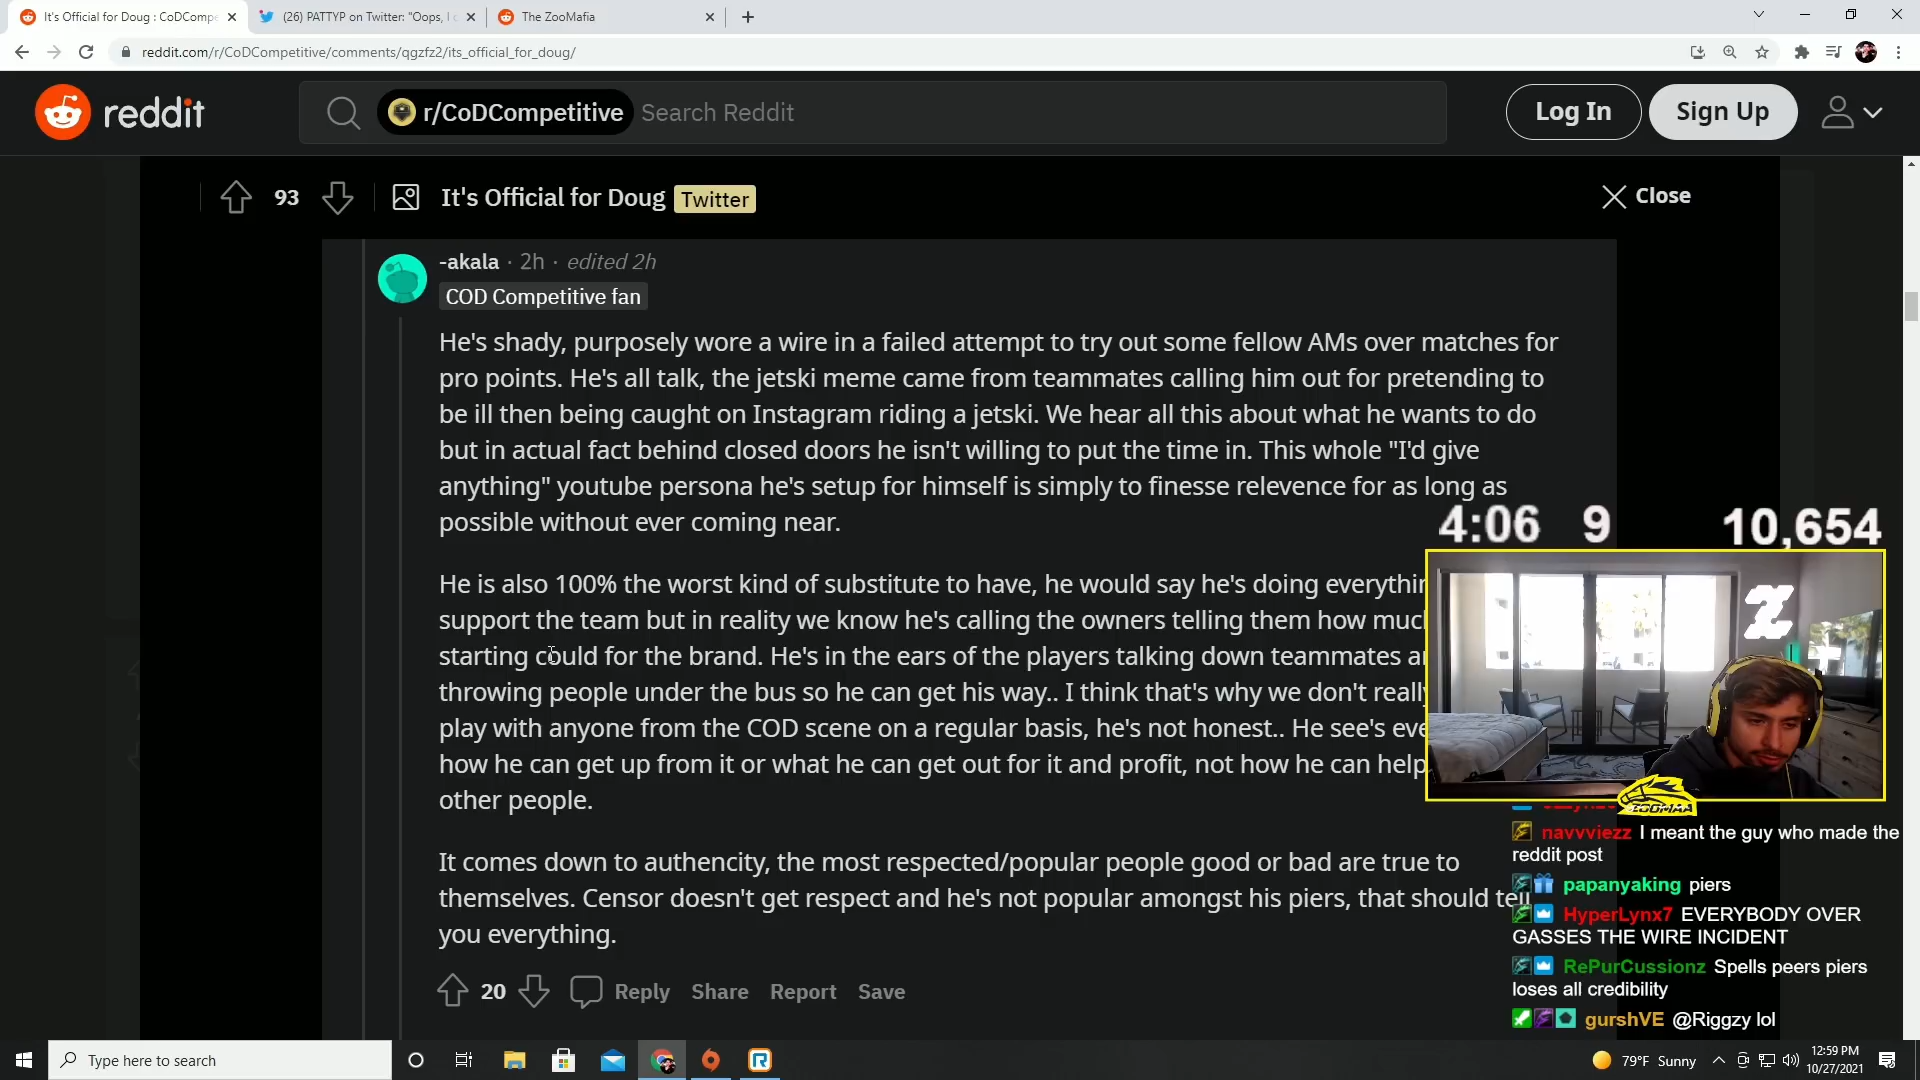 It's Official for Doug : CoDCompe
(26) PATTYP on Twitter: "Oops, I
The ZooMafia
reddit.com/r/CoDCompetitive/comments/qgzfz2/its_official_for_doug/
reddit
r/CoDCompetitive
Search Reddit
Log In
Sign Up
93
It's Official for Doug
Twitter
Close
-akala · 2h · edited 2h
COD Competitive fan
He's shady, purposely wore a wire in a failed attempt to try out some fellow AMs over matches for
pro points. He's all talk, the jetski meme came from teammates calling him out for pretending to
be ill then being caught on Instagram riding a jetski. We hear all this about what he wants to do
but in actual fact behind closed doors he isn't willing to put the time in. This whole "I'd give
anything" youtube persona he's setup for himself is simply to finesse relevence for as long as
possible without ever coming near.
He is also 100% the worst kind of substitute to have, he would say he's doing everythin
support the team but in reality we know he's calling the owners telling them how muc
starting could for the brand. He's in the ears of the players talking down teammates a
throwing people under the bus so he can get his way.. I think that's why we don't reall
play with anyone from the COD scene on a regular basis, he's not honest.. He see's eve
how he can get up from it or what he can get out for it and profit, not how he can help
other people.
It comes down to authencity, the most respected/popular people good or bad are true to
themselves. Censor doesn't get respect and he's not popular amongst his piers, that should tell
you everything.
20
Reply
Share
Report
Save
4:06
9
10,654
Z
ZOOMAA
navvviezz I meant the guy who made the
reddit post
papanyaking piers
HyperLynx7 EVERYBODY OVER
GASSES THE WIRE INCIDENT
RePurCussionz Spells peers piers
loses all credibility
gurshVE @Riggzy lol
Type here to search
79°F Sunny
12:59 PM
10/27/2021